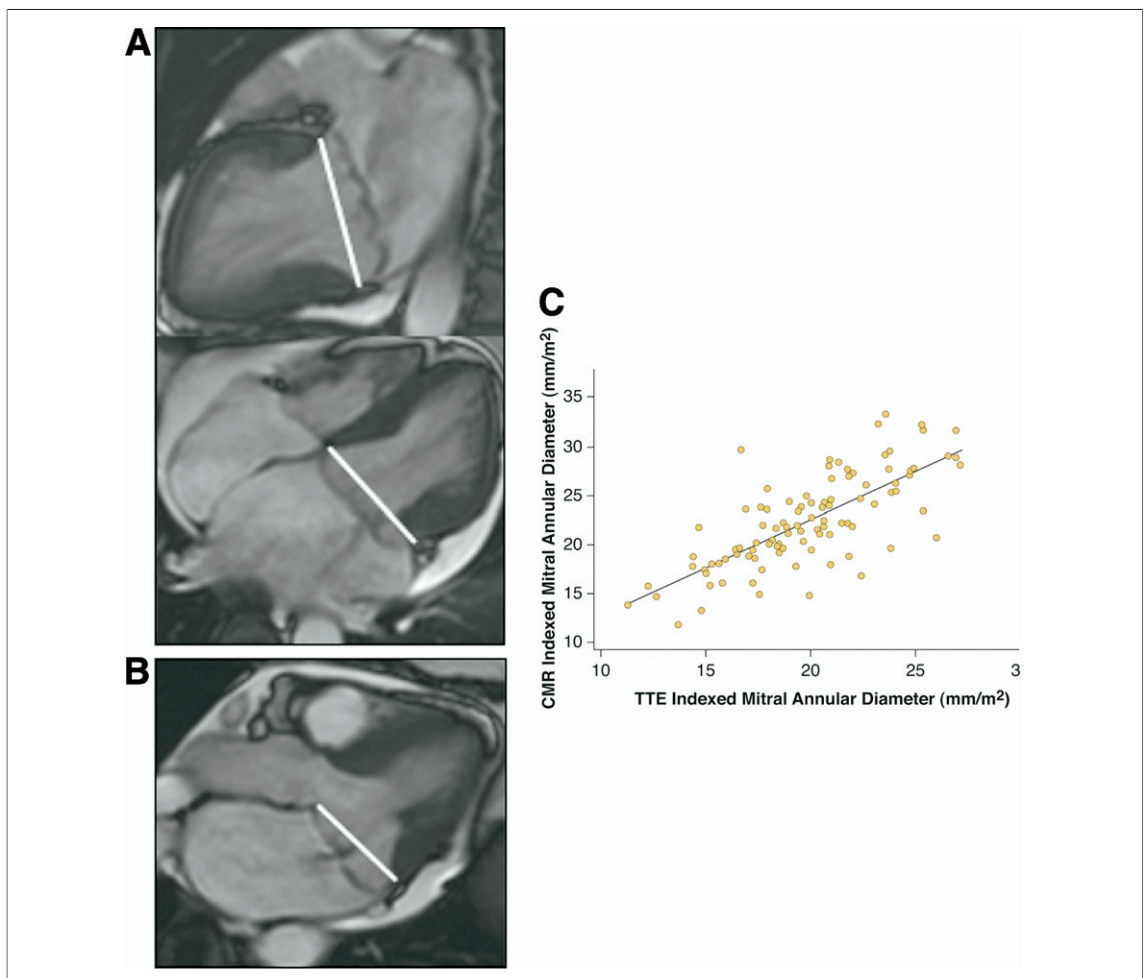 A
B
C
CMR Indexed Mitral Annular Diameter (mm/m²)
35
30
25
20
15
10
10 15 20 25 3
TTE Indexed Mitral Annular Diameter (mm/m²)